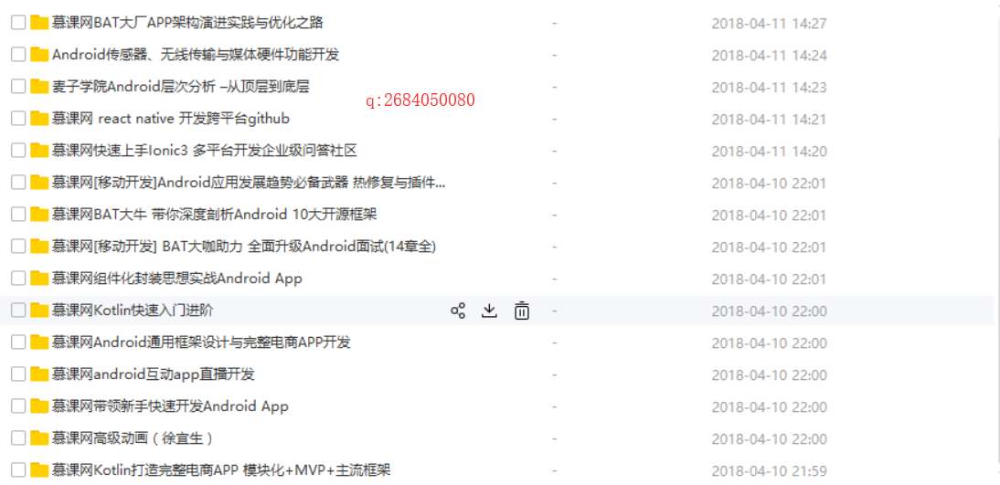 慕课网BAT大厂APP架构演进实践与优化之路 - 2018-04-11 14:27
Android传感器、无线传输与媒体硬件功能开发 - 2018-04-11 14:24
麦子学院Android层次分析 –从顶层到底层 - 2018-04-11 14:23
q:2684050080
慕课网 react native 开发跨平台github - 2018-04-11 14:21
慕课网快速上手Ionic3 多平台开发企业级问答社区 - 2018-04-11 14:20
慕课网[移动开发]Android应用发展趋势必备武器 热修复与插件... - 2018-04-10 22:01
慕课网BAT大牛 带你深度剖析Android 10大开源框架 - 2018-04-10 22:01
慕课网[移动开发] BAT大咖助力 全面升级Android面试(14章全) - 2018-04-10 22:01
慕课网组件化封装思想实战Android App - 2018-04-10 22:01
慕课网Kotlin快速入门进阶 - 2018-04-10 22:00
慕课网Android通用框架设计与完整电商APP开发 - 2018-04-10 22:00
慕课网android互动app直播开发 - 2018-04-10 22:00
慕课网带领新手快速开发Android App - 2018-04-10 22:00
慕课网高级动画（徐宜生） - 2018-04-10 22:00
慕课网Kotlin打造完整电商APP 模块化+MVP+主流框架 - 2018-04-10 21:59